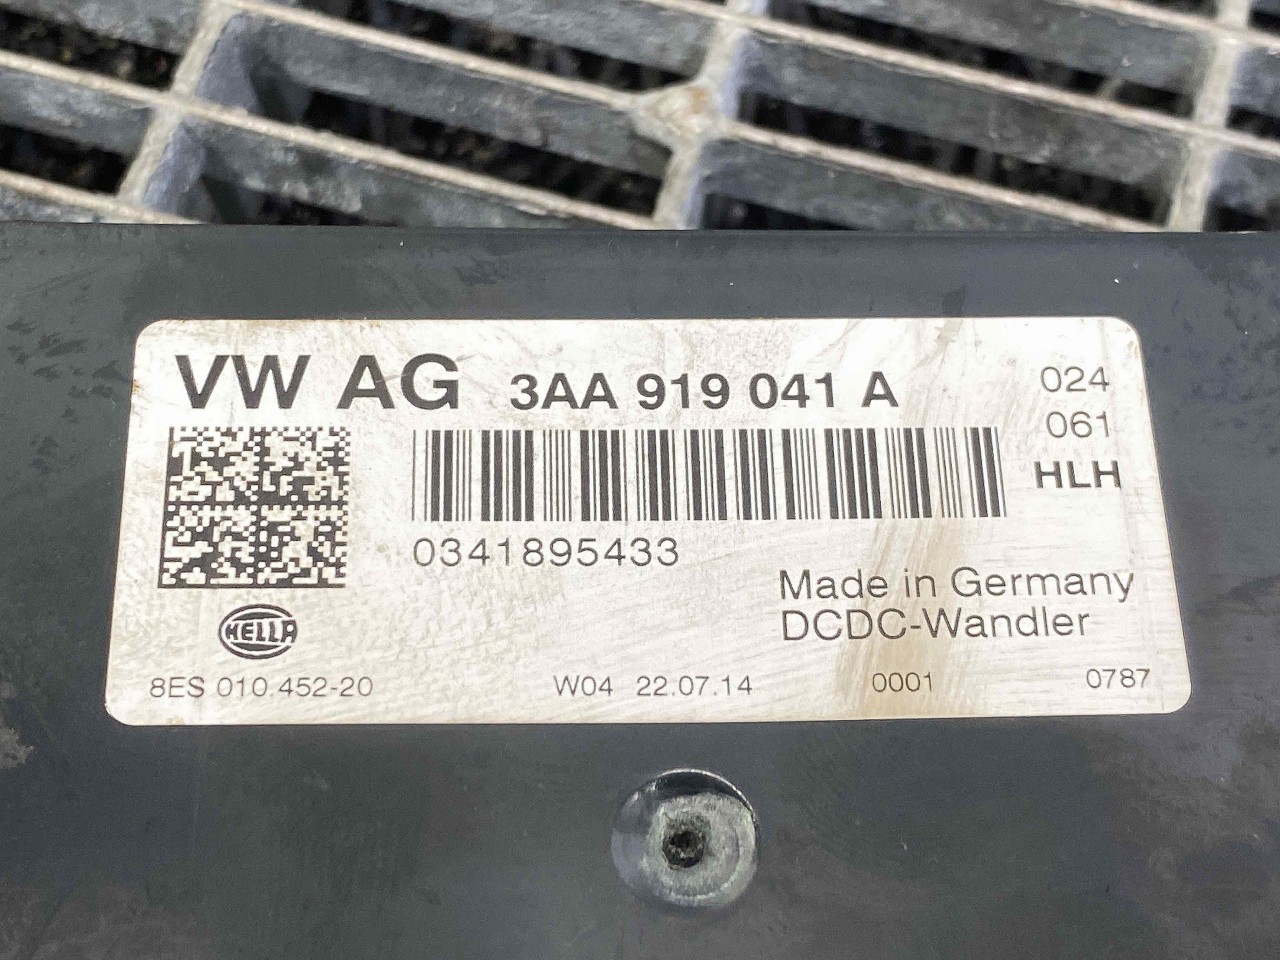 VW AG 3AA 919 041 A 024
061
HLH
0341895433
Made in Germany
DCDC-Wandler
HELLA
8ES 010.452-20 W04 22.07.14 0001 0787